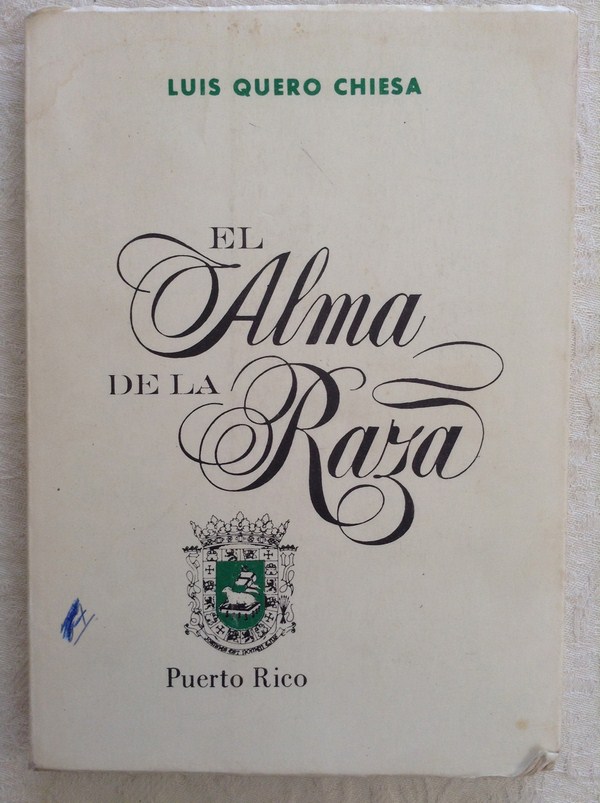 LUIS QUERO CHIESA
EL
Alma
DE LA
Raza
Puerto Rico